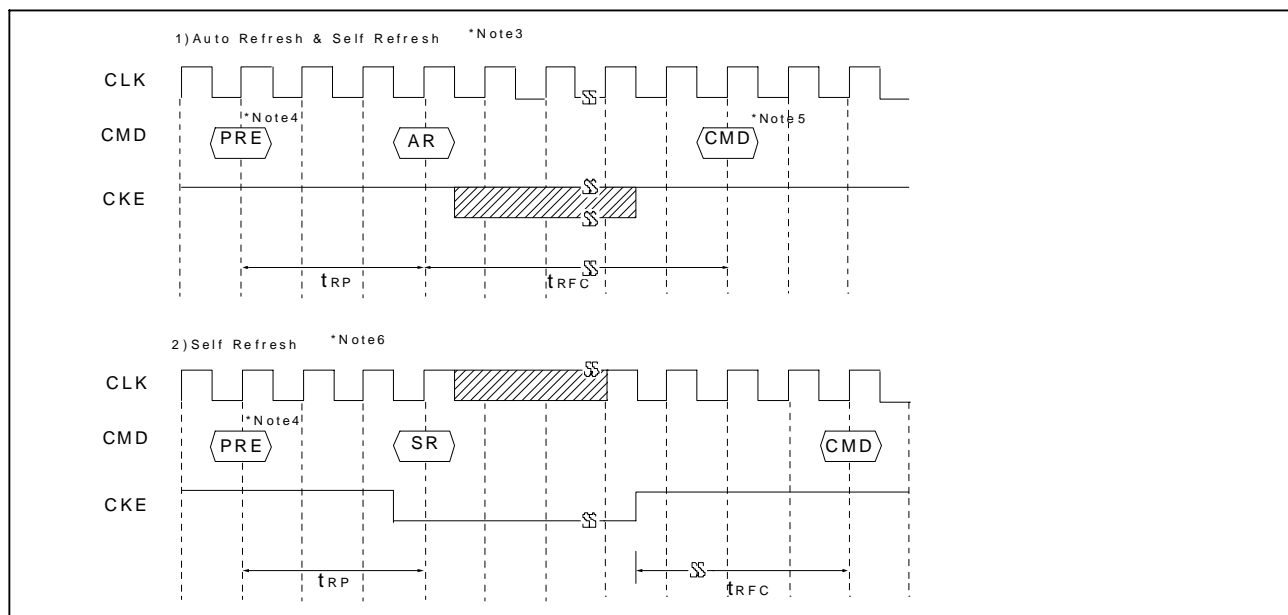 1)Auto Refresh & Self Refresh *Note3
CLK
*Note4 *Note5
CMD PRE AR CMD
CKE
tRP tRFC
2)Self Refresh *Note6
CLK
*Note4
CMD PRE SR CMD
CKE
tRP tRFC